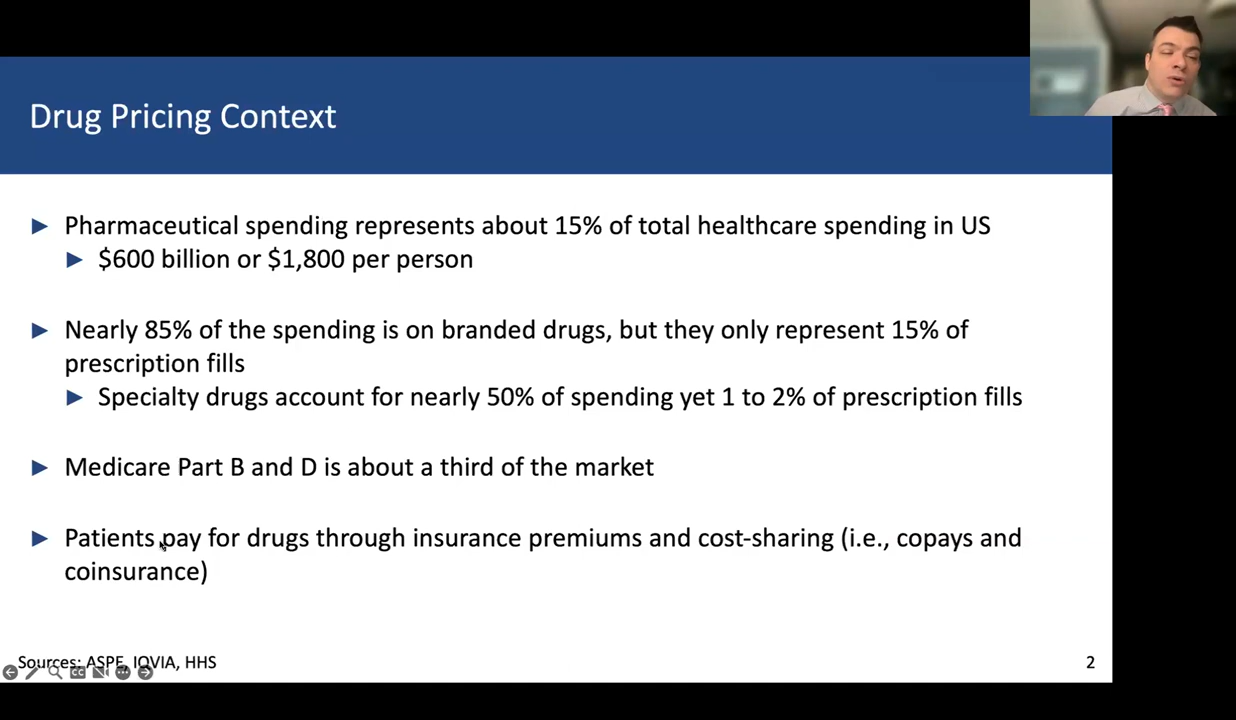 Drug Pricing Context
► Pharmaceutical spending represents about 15% of total healthcare spending in US
► $600 billion or $1,800 per person
► Nearly 85% of the spending is on branded drugs, but they only represent 15% of
prescription fills
► Specialty drugs account for nearly 50% of spending yet 1 to 2% of prescription fills
► Medicare Part B and D is about a third of the market
► Patients pay for drugs through insurance premiums and cost-sharing (i.e., copays and
coinsurance)
Sources: ASPE, IQVIA, HHS
2